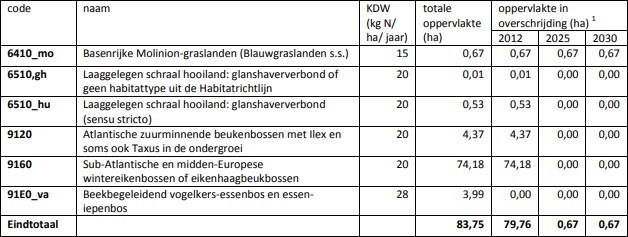 code naam KDW totale oppervlakte in
(kg N/ oppervlakte overschrijding (ha) 1
ha/ jaar) (ha) 2012 2025 2030
6410_mo Basenrijke Molinion-graslanden (Blauwgraslanden s.s.) 15 0,67 0,67 0,67 0,67
6510,gh Laaggelegen schraal hooiland: glanshaververbond of 20 0,01 0,01 0,00 0,00
geen habitattype uit de Habitatrichtlijn
6510_hu Laaggelegen schraal hooiland: glanshaververbond 20 0,53 0,53 0,00 0,00
(sensu stricto)
9120 Atlantische zuurminnende beukenbossen met Ilex en 20 4,37 4,37 0,00 0,00
soms ook Taxus in de ondergroei
9160 Sub-Atlantische en midden-Europese 20 74,18 74,18 0,00 0,00
wintereikenbossen of eikenhaagbeukbossen
91E0_va Beekbegeleidend vogelkers-essenbos en essen- 28 3,99 0,00 0,00 0,00
iepenbos
Eindtotaal 83,75 79,76 0,67 0,67